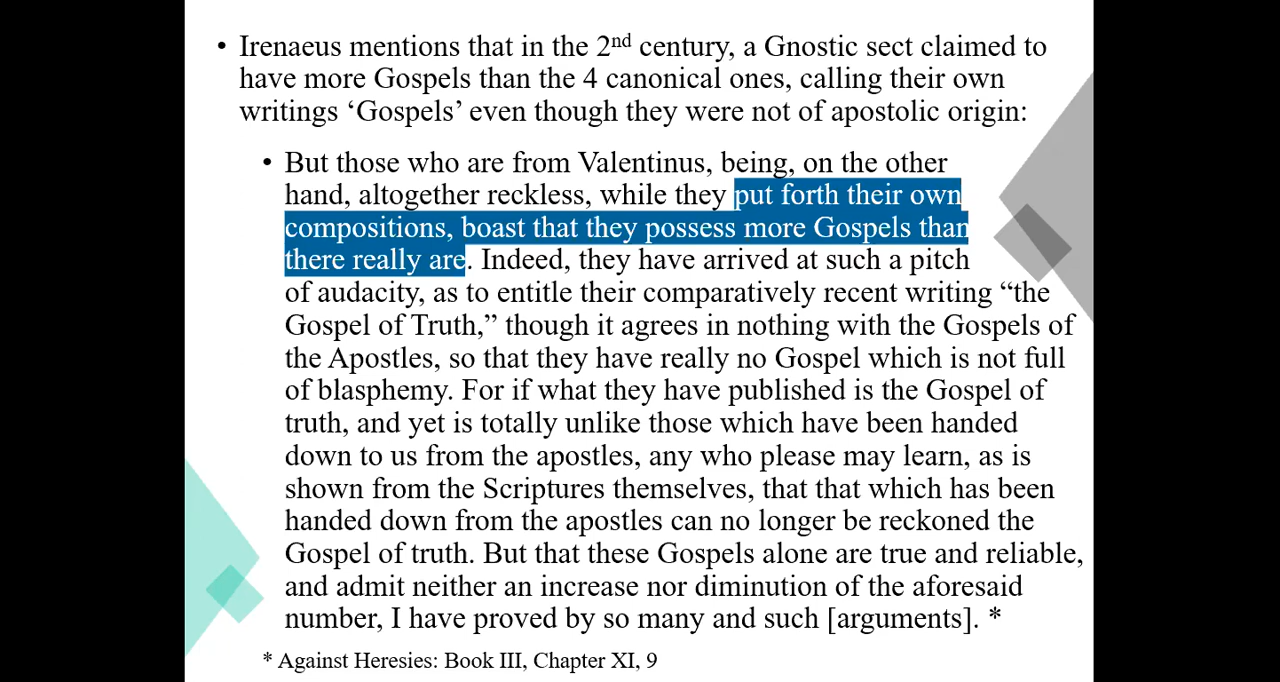 • Irenaeus mentions that in the 2nd century, a Gnostic sect claimed to
have more Gospels than the 4 canonical ones, calling their own
writings ‘Gospels’ even though they were not of apostolic origin:
• But those who are from Valentinus, being, on the other
hand, altogether reckless, while they put forth their own
compositions, boast that they possess more Gospels than
there really are. Indeed, they have arrived at such a pitch
of audacity, as to entitle their comparatively recent writing “the
Gospel of Truth,” though it agrees in nothing with the Gospels of
the Apostles, so that they have really no Gospel which is not full
of blasphemy. For if what they have published is the Gospel of
truth, and yet is totally unlike those which have been handed
down to us from the apostles, any who please may learn, as is
shown from the Scriptures themselves, that that which has been
handed down from the apostles can no longer be reckoned the
Gospel of truth. But that these Gospels alone are true and reliable,
and admit neither an increase nor diminution of the aforesaid
number, I have proved by so many and such [arguments]. *
* Against Heresies: Book III, Chapter XI, 9